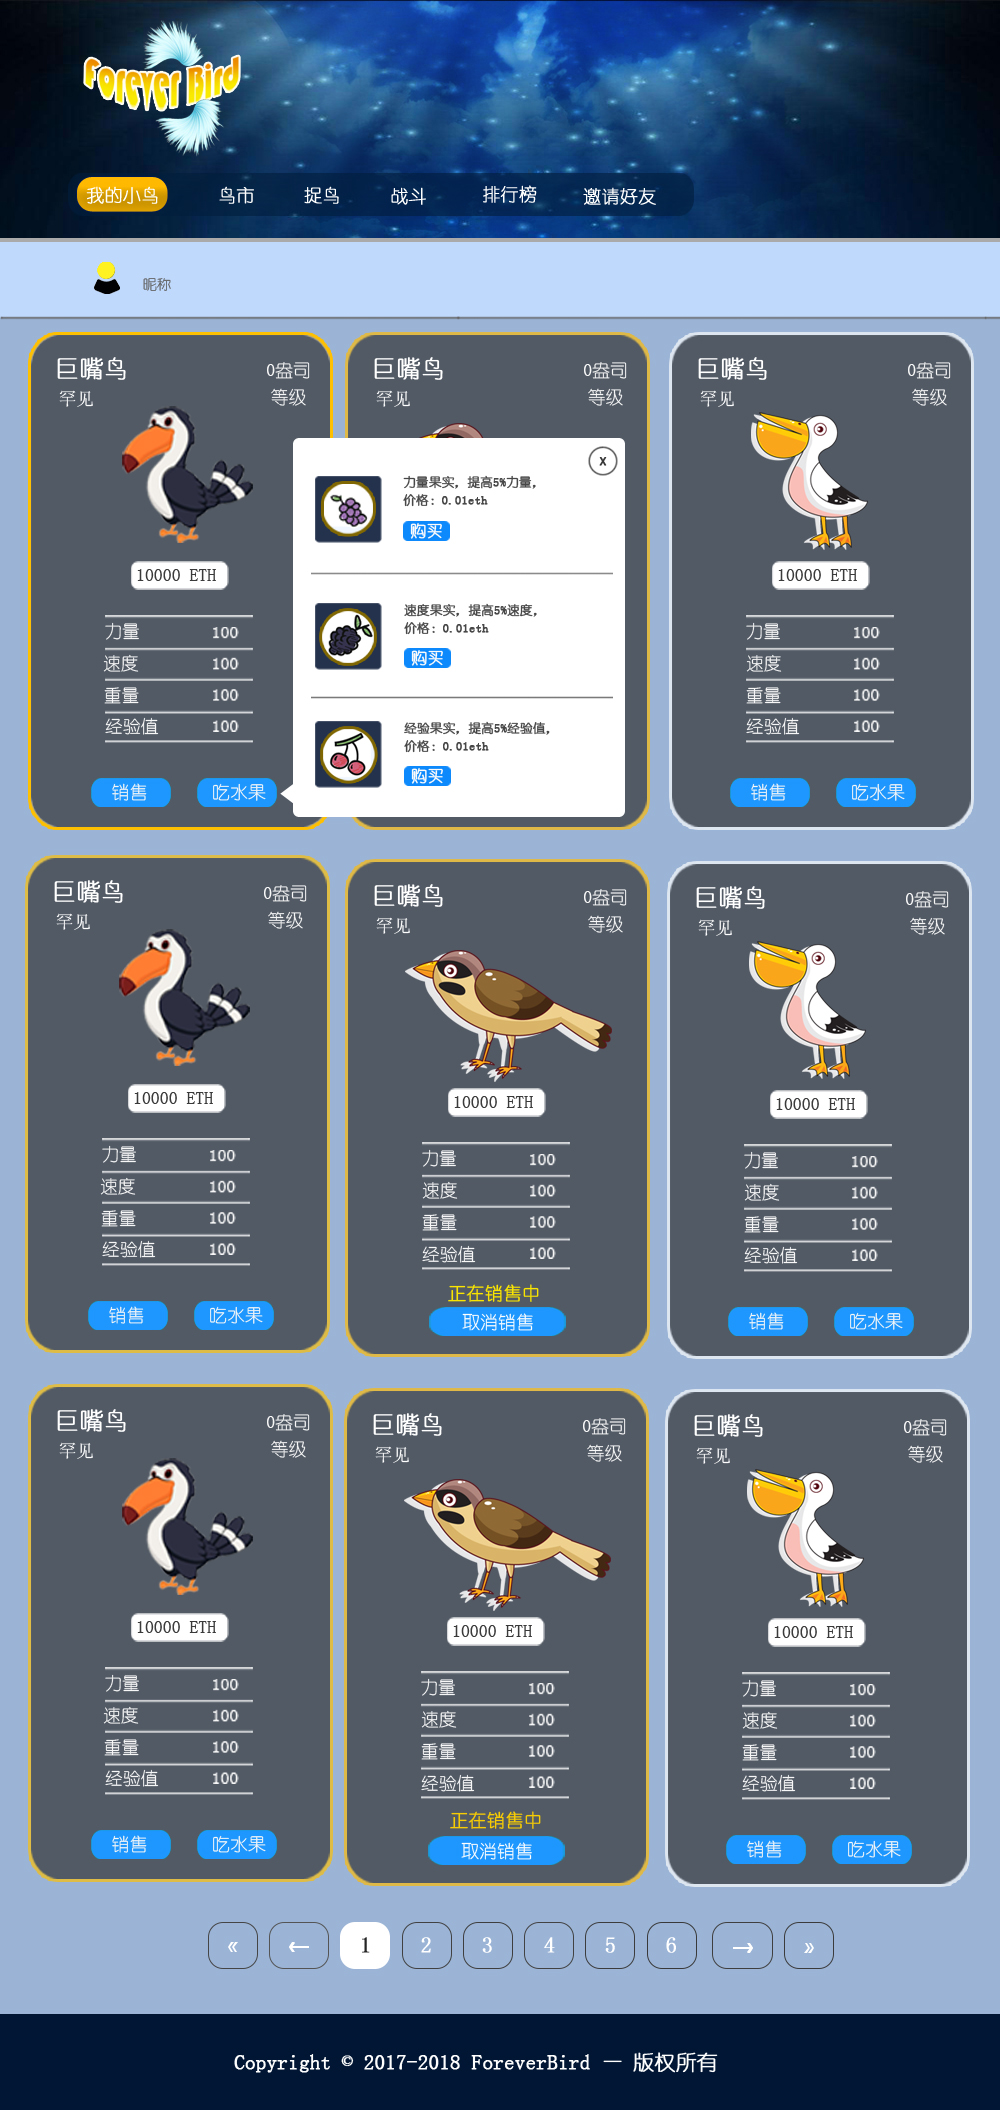 Forever Bird
我的小鸟 鸟市 捉鸟 战斗 排行榜 邀请好友
昵称
巨嘴鸟 0盎司 巨嘴鸟 0盎司 巨嘴鸟 0盎司
罕见 等级 罕见 等级 罕见 等级
x
力量果实，提高5%力量，
价格：0.01eth
购买
速度果实，提高5%速度，
价格：0.01eth
购买
经验果实，提高5%经验值，
价格：0.01eth
购买
10000 ETH 10000 ETH
力量 100 力量 100
速度 100 速度 100
重量 100 重量 100
经验值 100 经验值 100
销售 吃水果 销售 吃水果
巨嘴鸟 0盎司 巨嘴鸟 0盎司 巨嘴鸟 0盎司
罕见 等级 罕见 等级 罕见 等级
10000 ETH 10000 ETH 10000 ETH
力量 100 力量 100 力量 100
速度 100 速度 100 速度 100
重量 100 重量 100 重量 100
经验值 100 经验值 100 经验值 100
正在销售中
销售 吃水果 取消销售 销售 吃水果
巨嘴鸟 0盎司 巨嘴鸟 0盎司 巨嘴鸟 0盎司
罕见 等级 罕见 等级 罕见 等级
10000 ETH 10000 ETH 10000 ETH
力量 100 力量 100 力量 100
速度 100 速度 100 速度 100
重量 100 重量 100 重量 100
经验值 100 经验值 100 经验值 100
正在销售中
销售 吃水果 取消销售 销售 吃水果
« ← 1 2 3 4 5 6 → »
Copyright © 2017-2018 ForeverBird — 版权所有